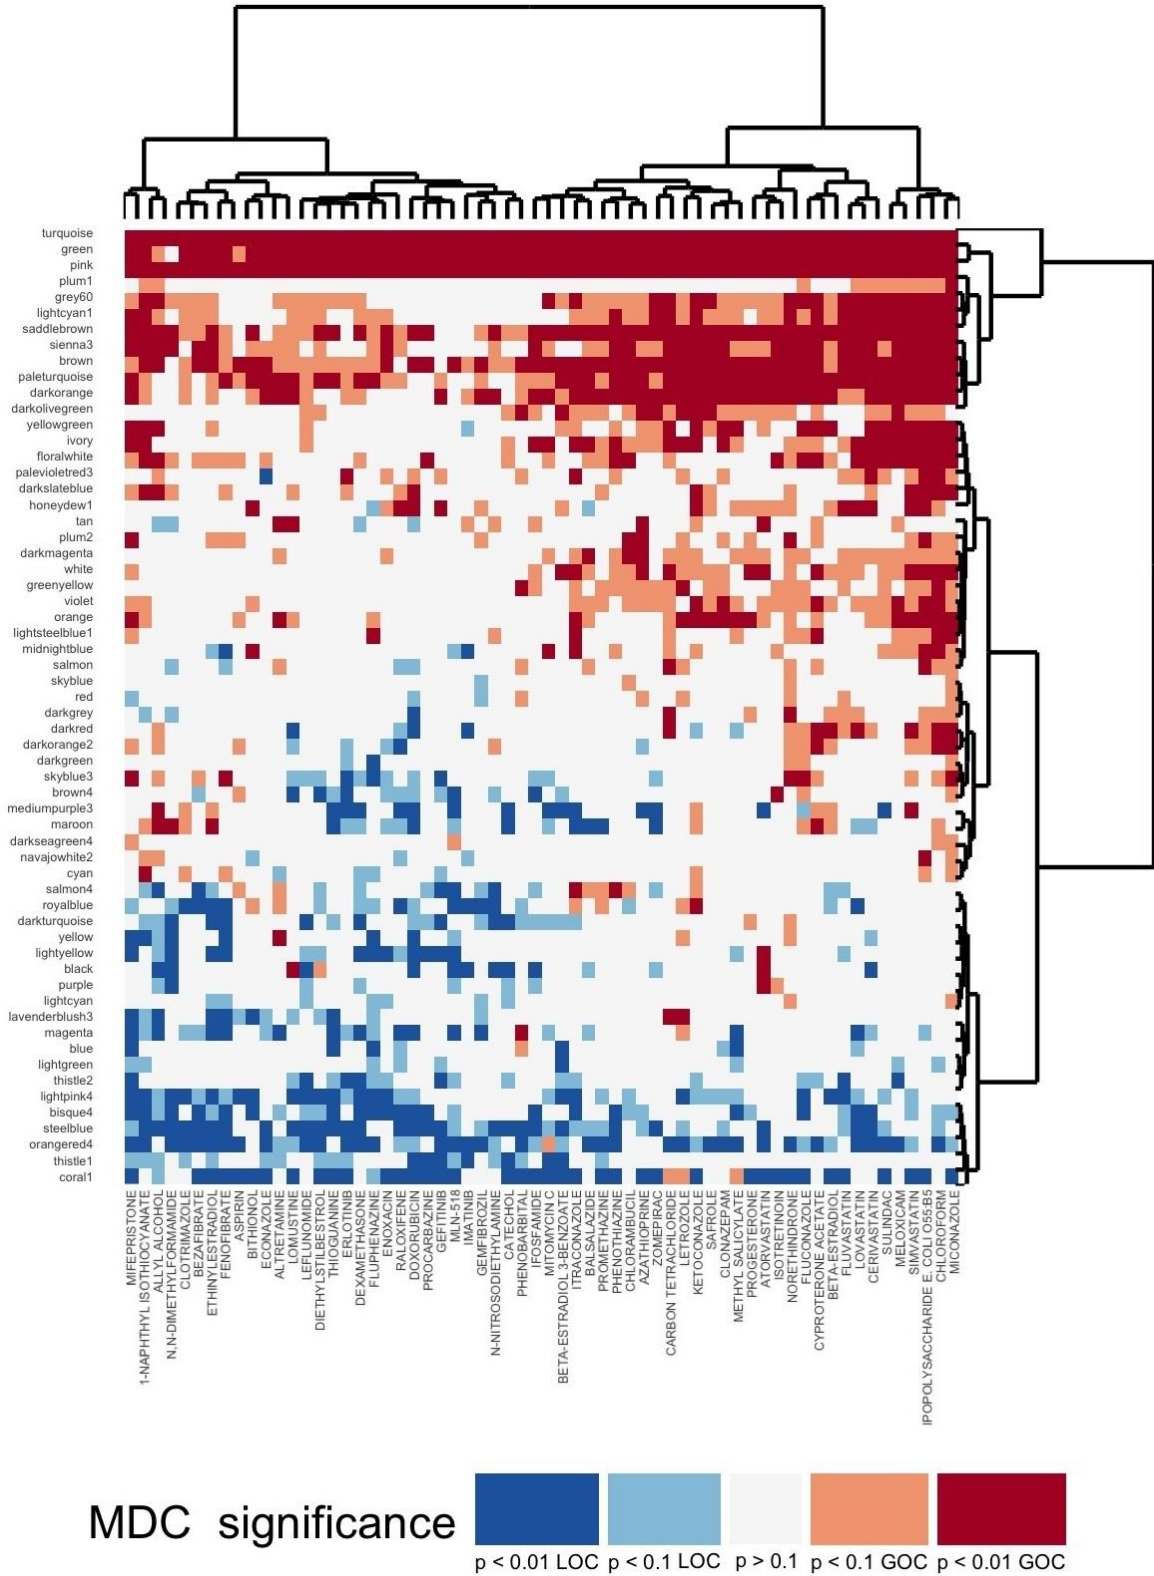 turquoise
green
pink
plum1
grey60
lightcyan1
saddlebrown
sienna3
brown
paleturquoise
darkorange
darkolivegreen
yellowgreen
ivory
floralwhite
palevioletred3
darkslateblue
honeydew1
tan
plum2
darkmagenta
white
greenyellow
violet
orange
lightsteelblue1
midnightblue
salmon
skyblue
red
darkgrey
darkred
darkorange2
darkgreen
skyblue3
brown4
mediumpurple3
maroon
darkseagreen4
navajowhite2
cyan
salmon4
royalblue
darkturquoise
yellow
lightyellow
black
purple
lightcyan
lavenderblush3
magenta
blue
lightgreen
thistle2
lightpink4
bisque4
steelblue
orangered4
thistle1
coral1
MIFEPRISTONE
1-NAPHTHYL ISOTHIOCYANATE
ALLYL ALCOHOL
N,N-DIMETHYLFORMAMIDE
CLOTRIMAZOLE
BEZAFIBRATE
ETHINYLESTRADIOL
FENOFIBRATE
ASPIRIN
BITHIONOL
ECONAZOLE
ALTRETAMINE
LOMUSTINE
LEFLUNOMIDE
DIETHYLSTILBESTROL
THIOGUANINE
ERLOTINIB
DEXAMETHASONE
FLUPHENAZINE
ENOXACIN
RALOXIFENE
DOXORUBICIN
PROCARBAZINE
GEFITINIB
MLN-518
IMATINIB
GEMFIBROZIL
N-NITROSODIETHYLAMINE
CATECHOL
PHENOBARBITAL
IFOSFAMIDE
MITOMYCIN C
BETA-ESTRADIOL 3-BENZOATE
ITRACONAZOLE
BALSALAZIDE
PROMETHAZINE
PHENOTHIAZINE
CHLORAMBUCIL
AZATHIOPRINE
ZOMEPIRAC
CARBON TETRACHLORIDE
LETROZOLE
KETOCONAZOLE
SAFROLE
CLONAZEPAM
METHYL SALICYLATE
PROGESTERONE
ATORVASTATIN
ISOTRETINOIN
NORETHINDRONE
FLUCONAZOLE
CYPROTERONE ACETATE
BETA-ESTRADIOL
FLUVASTATIN
LOVASTATIN
CERIVASTATIN
SULINDAC
MELOXICAM
SIMVASTATIN
IPOPOLYSACCHARIDE E. COLI O55:B5
CHLOROFORM
MICONAZOLE
MDC significance
p < 0.01 LOC p < 0.1 LOC p > 0.1 p < 0.1 GOC p < 0.01 GOC